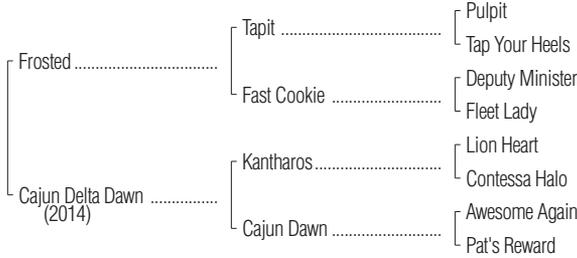 Pulpit
Tapit ........................................
Tap Your Heels
Frosted ....................................
Deputy Minister
Fast Cookie ...........................
Fleet Lady
Lion Heart
Kantharos ................................
Contessa Halo
Cajun Delta Dawn .................
(2014)
Awesome Again
Cajun Dawn ...........................
Pat's Reward